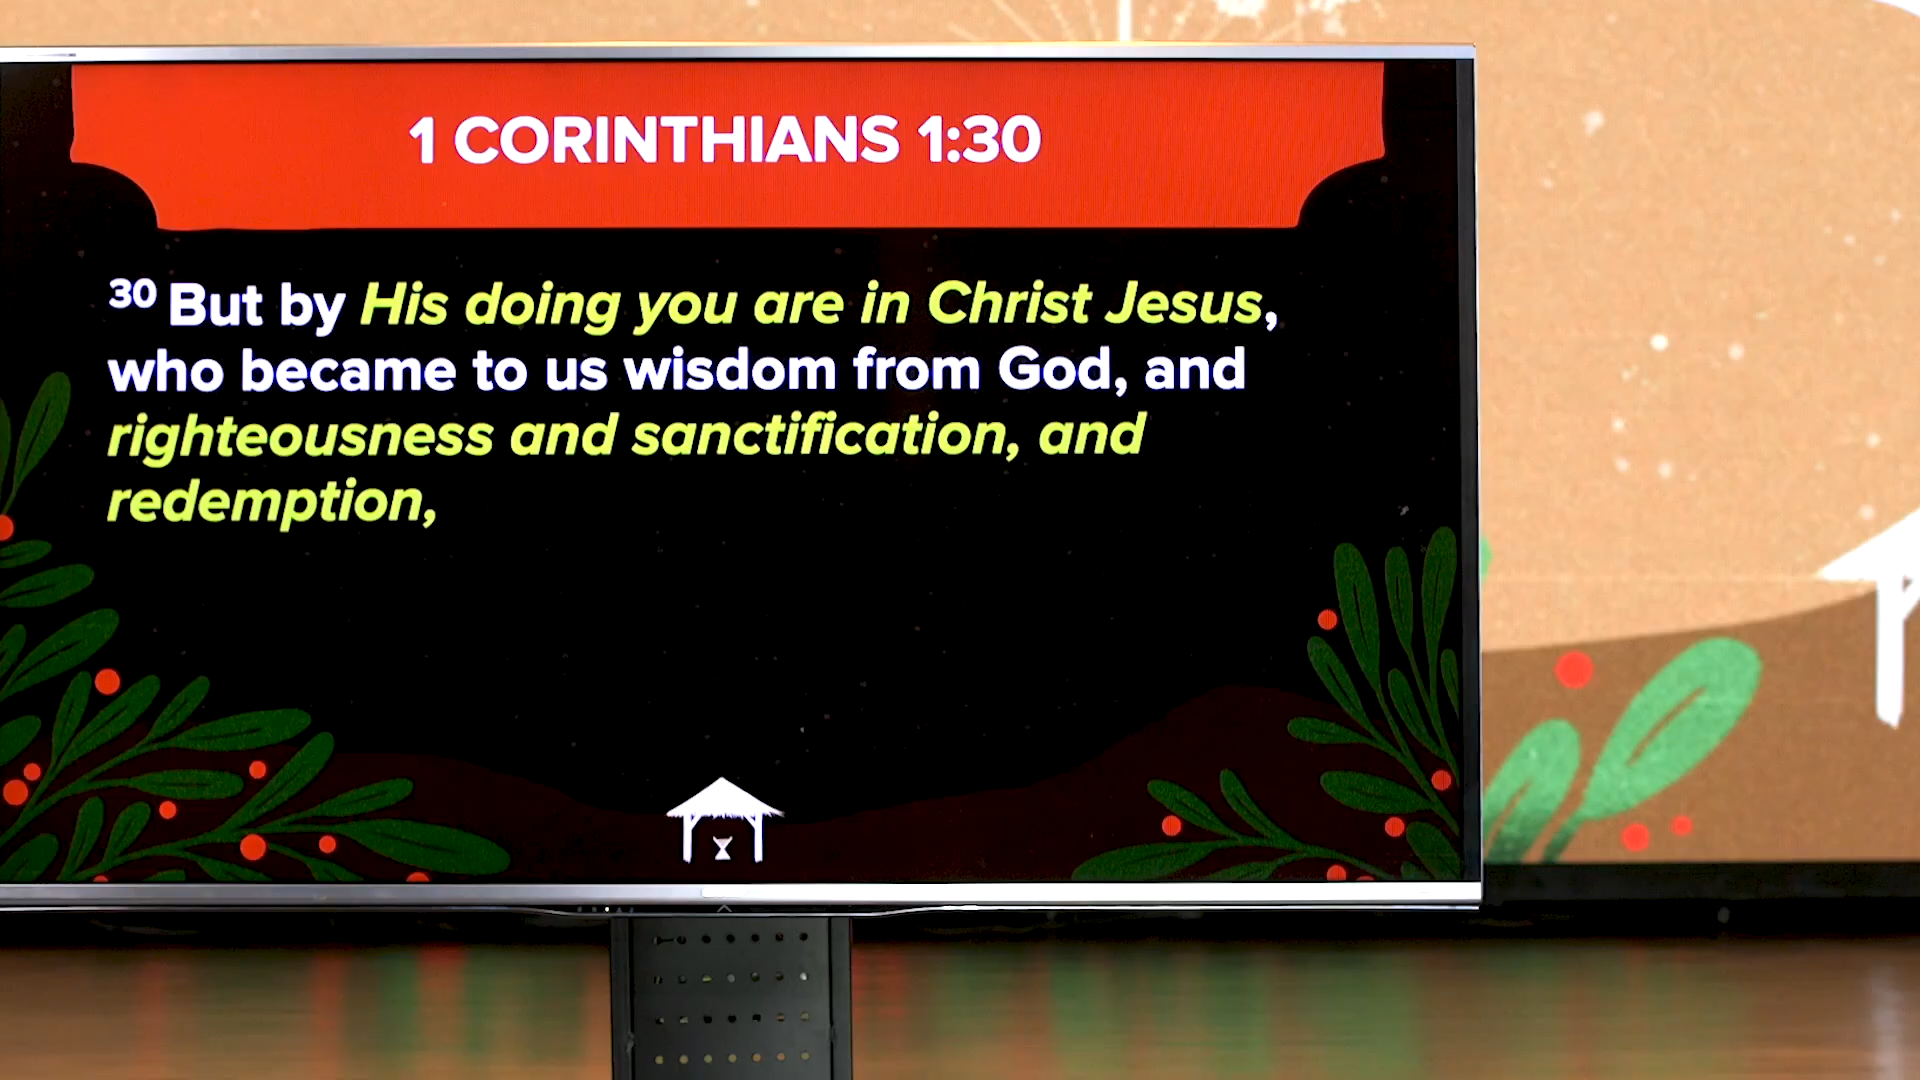 1 CORINTHIANS 1:30
30 But by His doing you are in Christ Jesus,
who became to us wisdom from God, and
righteousness and sanctification, and
redemption,